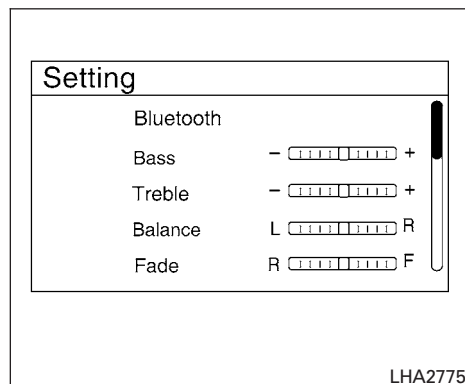 Setting
Bluetooth
Bass - +
Treble - +
Balance L R
Fade R F
LHA2775